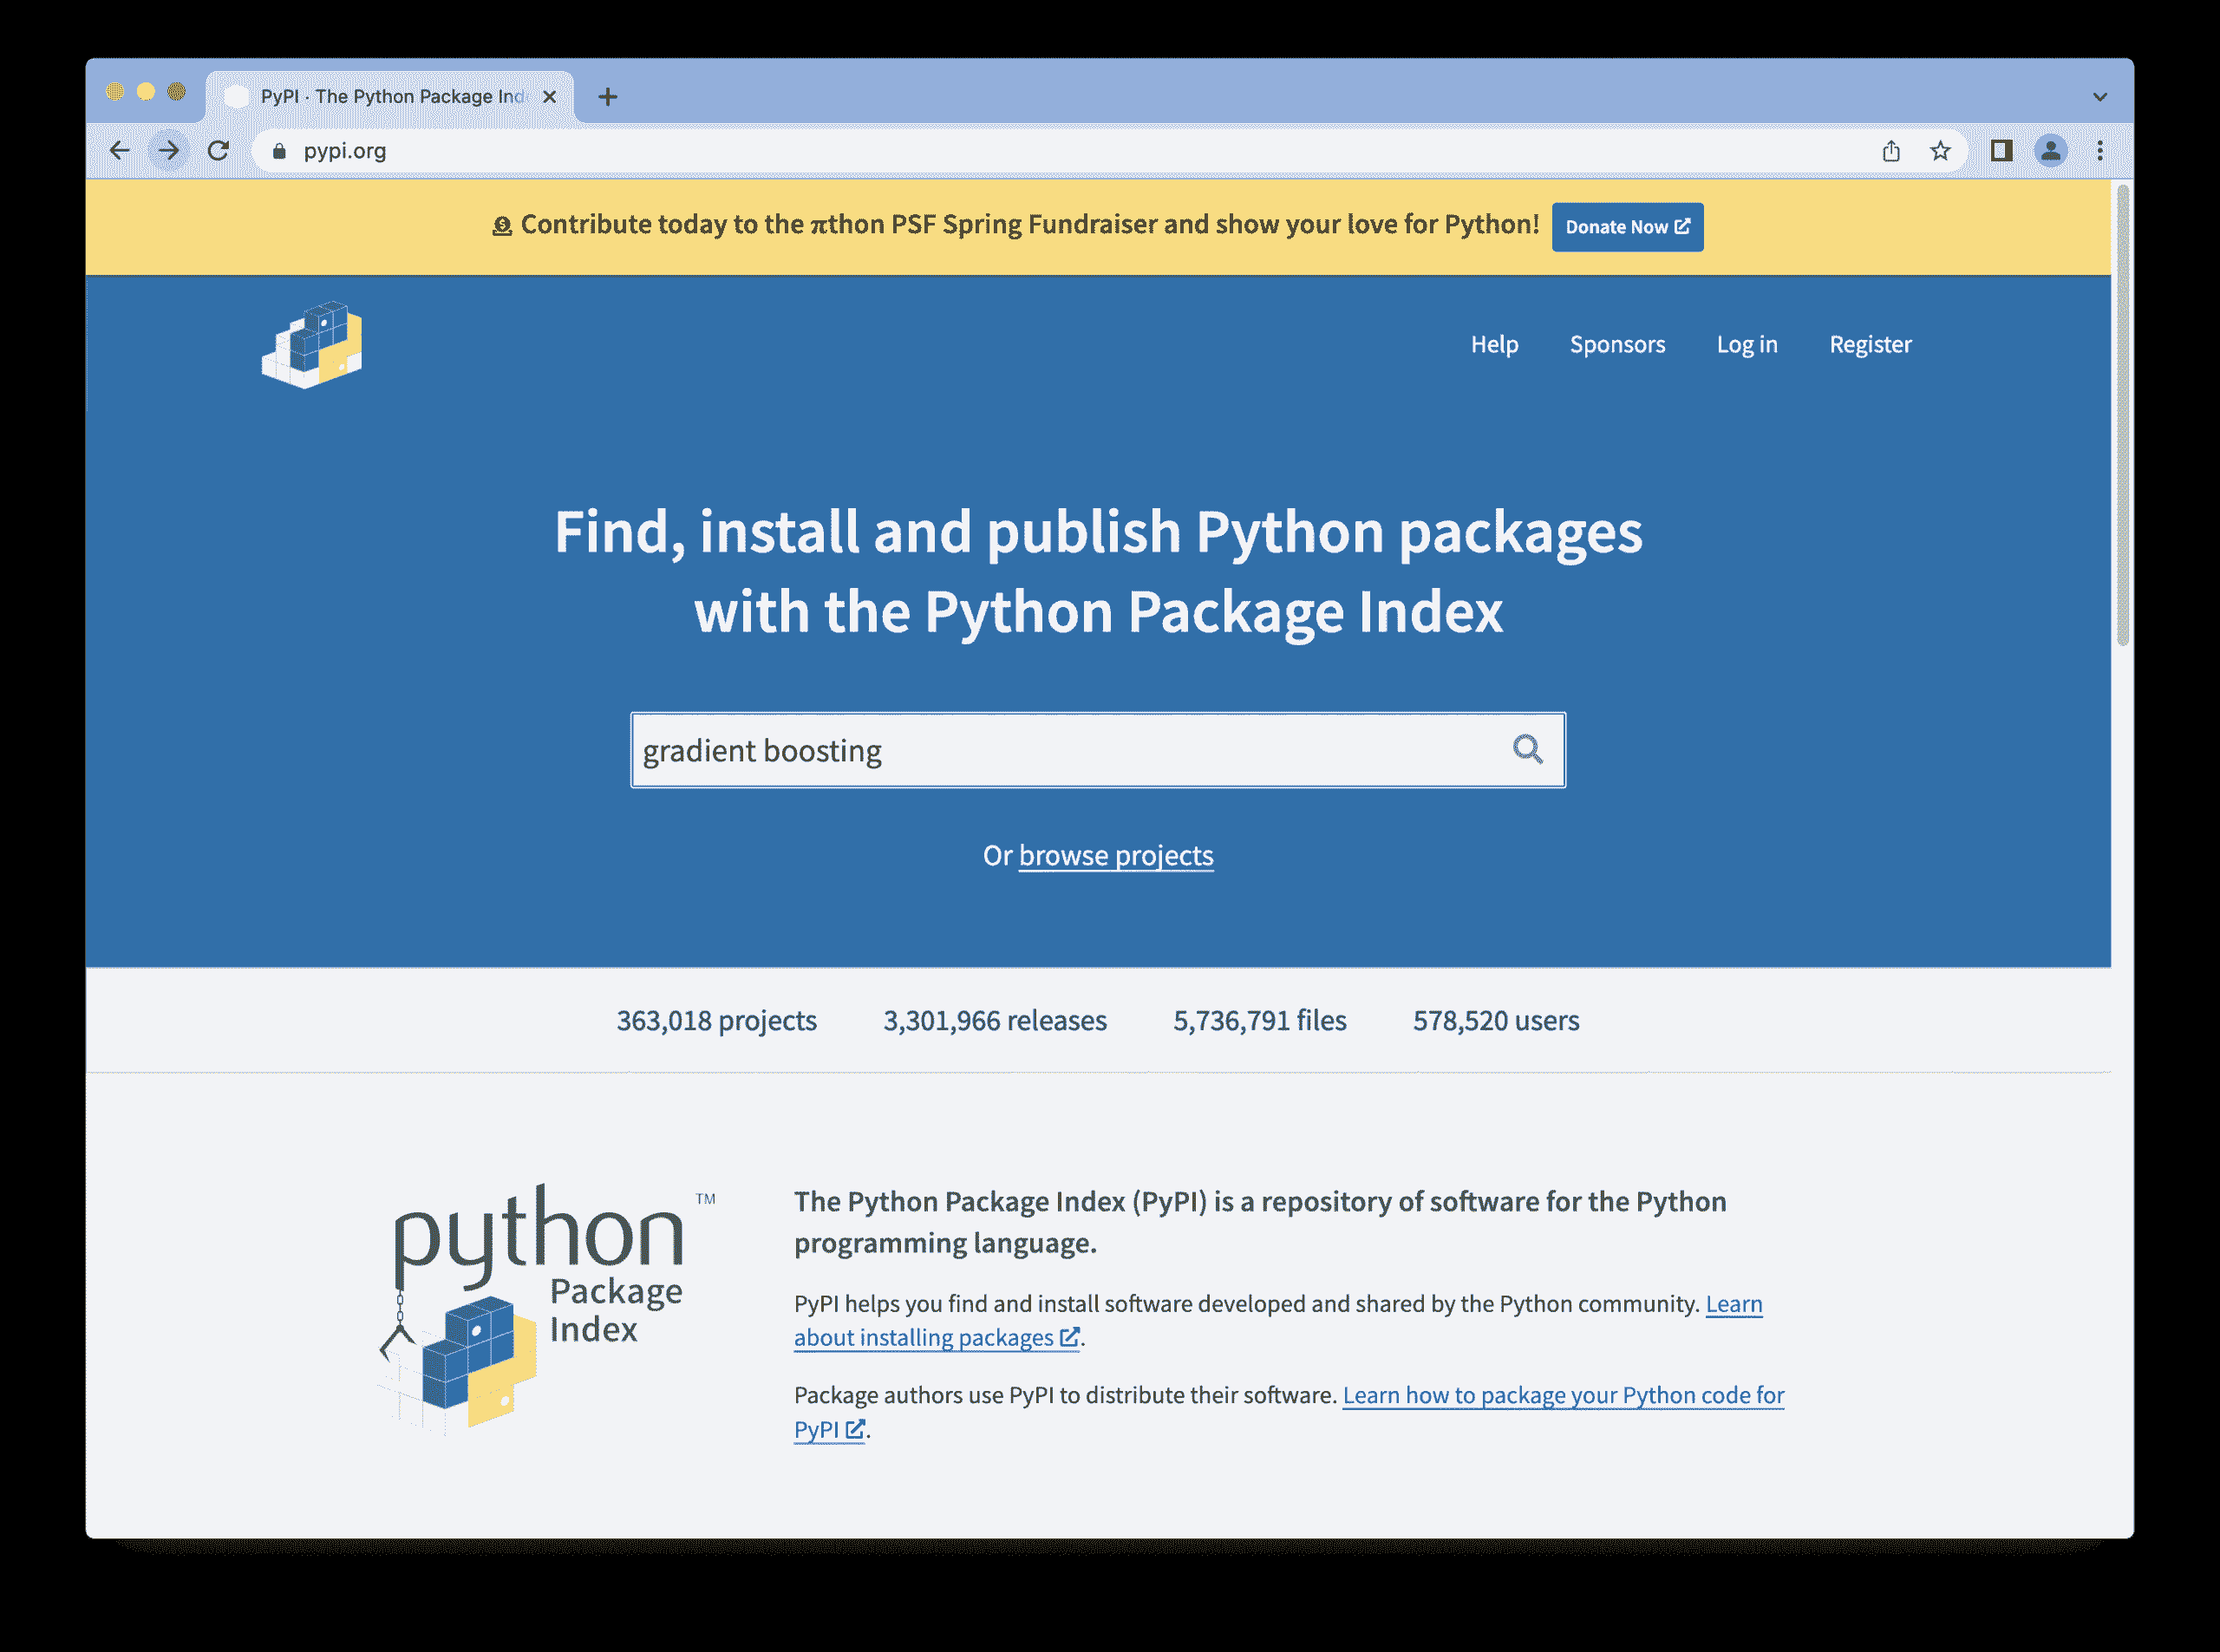 PyPI · The Python Package Ind
pypi.org
Contribute today to the πthon PSF Spring Fundraiser and show your love for Python! Donate Now
Help Sponsors Log in Register
Find, install and publish Python packages
with the Python Package Index
gradient boosting
Or browse projects
363,018 projects 3,301,966 releases 5,736,791 files 578,520 users
python TM
Package
Index
The Python Package Index (PyPI) is a repository of software for the Python
programming language.
PyPI helps you find and install software developed and shared by the Python community. Learn
about installing packages.
Package authors use PyPI to distribute their software. Learn how to package your Python code for
PyPI.